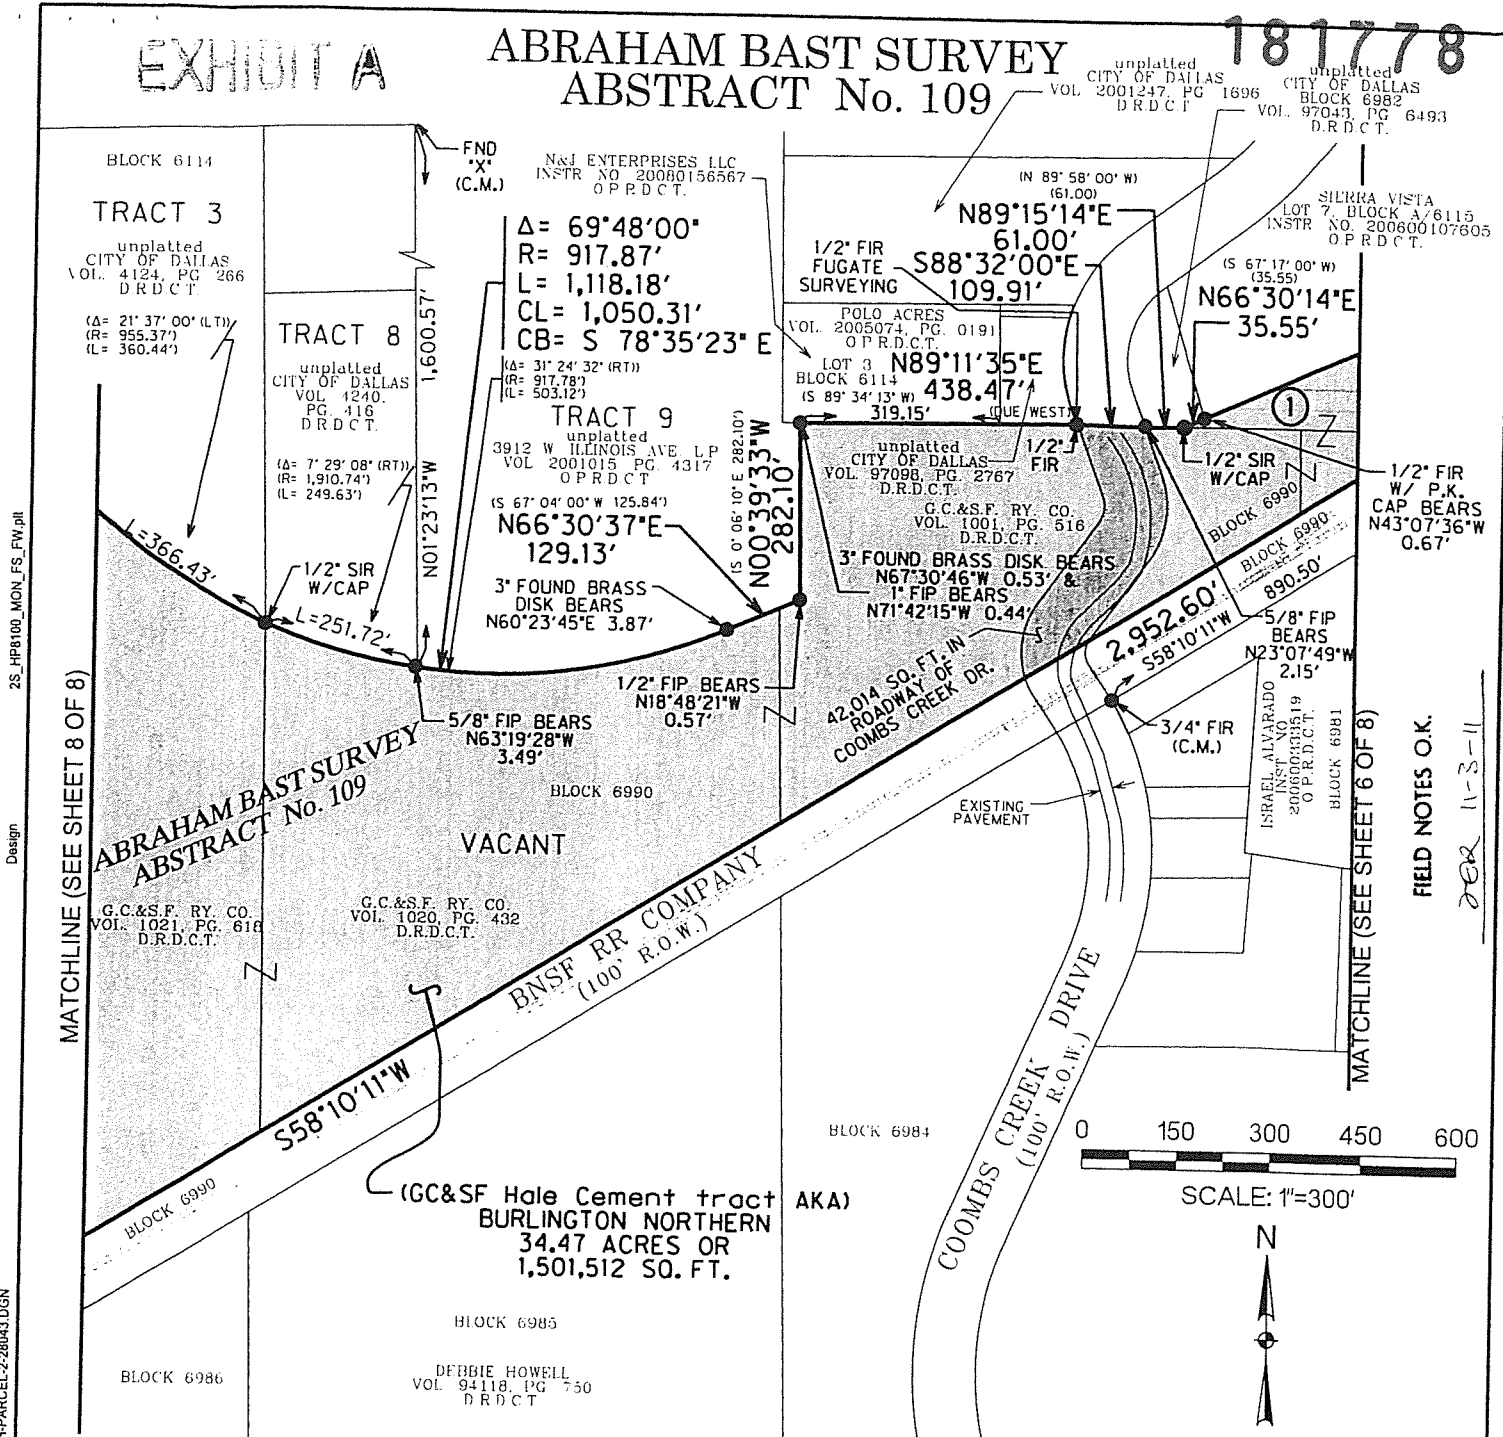 EXHIBIT A
ABRAHAM BAST SURVEY
ABSTRACT No. 109
181778
unplatted
CITY OF DALLAS
VOL 2001247, PG 1696
D.R.D.C.T
unplatted
CITY OF DALLAS
BLOCK 6982
VOL. 97043, PG 6493
D.R.D.C.T.
BLOCK 6114
TRACT 3
unplatted
CITY OF DALLAS
VOL. 4124, PG 266
D.R.D.C.T.
(Δ= 21° 37' 00" (LT))
(R= 955.37')
(L= 360.44')
FND
"X"
(C.M.)
1,600.57'
N01°23'13"W
TRACT 8
unplatted
CITY OF DALLAS
VOL 4240,
PG. 416
D.R.D.C.T.
(Δ= 7° 29' 08" (RT))
(R= 1,910.74')
(L= 249.63')
N&J ENTERPRISES LLC
INSTR NO 20080156567
O.P.R.D.C.T.
Δ= 69°48'00"
R= 917.87'
L= 1,118.18'
CL= 1,050.31'
CB= S 78°35'23" E
(Δ= 31° 24' 32" (RT))
(R= 917.78')
(L= 503.12')
TRACT 9
unplatted
3912 W ILLINOIS AVE. L.P
VOL 2001015 PG. 4317
O.P.R.D.C.T
(S 67° 04' 00" W 125.84')
N66°30'37"E
129.13'
3" FOUND BRASS
DISK BEARS
N60°23'45"E 3.87'
(S 0° 06' 10" E 282.10')
N00°39'33"W
282.10'
1/2" FIR
FUGATE
SURVEYING
(N 89° 58' 00" W)
(61.00)
N89°15'14"E
61.00'
S88°32'00"E
109.91'
SIERRA VISTA
LOT 7, BLOCK A/6115
INSTR NO. 200600107605
O.P.R.D.C.T.
(S 67° 17' 00" W)
(35.55)
N66°30'14"E
35.55'
POLO ACRES
VOL. 2005074, PG. 0191
O.P.R.D.C.T.
LOT 3
BLOCK 6114
N89°11'35"E
438.47'
(S 89° 34' 13" W)
319.15'
(DUE WEST)
unplatted
CITY OF DALLAS
VOL. 97098, PG. 2767
D.R.D.C.T.
1/2"
FIR
1
1/2" SIR
W/CAP
1/2" FIR
W/ P.K.
CAP BEARS
N43°07'36"W
0.67'
G.C.&S.F. RY. CO.
VOL. 1001, PG. 516
D.R.D.C.T.
3" FOUND BRASS DISK BEARS
N67°30'46"W 0.53' &
1" FIP BEARS
N71°42'15"W 0.44'
BLOCK 6990
BLOCK 6990
2,952.60'
890.50'
S58°10'11"W
5/8" FIP
BEARS
N23°07'49"W
2.15'
L=366.43'
1/2" SIR
W/CAP
L=251.72'
5/8" FIP BEARS
N63°19'28"W
3.49'
1/2" FIP BEARS
N18°48'21"W
0.57'
42,014 SQ. FT. IN
ROADWAY OF
COOMBS CREEK DR.
3/4" FIR
(C.M.)
EXISTING
PAVEMENT
ISRAEL ALVARADO
INST NO
200600333519
O.P.R.D.C.T.
BLOCK 6981
MATCHLINE (SEE SHEET 6 OF 8)
FIELD NOTES O.K.
11-3-11
MATCHLINE (SEE SHEET 8 OF 8)
2S_HP8100_MON_FS_FW.plt
Design
-PARCEL-2-28043.DGN
ABRAHAM BAST SURVEY
ABSTRACT No. 109
BLOCK 6990
VACANT
G.C.&S.F. RY. CO.
VOL. 1021, PG. 618
D.R.D.C.T.
G.C.&S.F. RY. CO.
VOL. 1020, PG. 432
D.R.D.C.T.
BNSF RR COMPANY
(100' R.O.W.)
S58°10'11"W
BLOCK 6990
COOMBS CREEK DRIVE
(100' R.O.W.)
BLOCK 6984
0 150 300 450 600
SCALE: 1"=300'
N
(GC&SF Hale Cement tract AKA)
BURLINGTON NORTHERN
34.47 ACRES OR
1,501,512 SQ. FT.
BLOCK 6985
BLOCK 6986
DEBBIE HOWELL
VOL 94118, PG 750
D.R.D.C.T